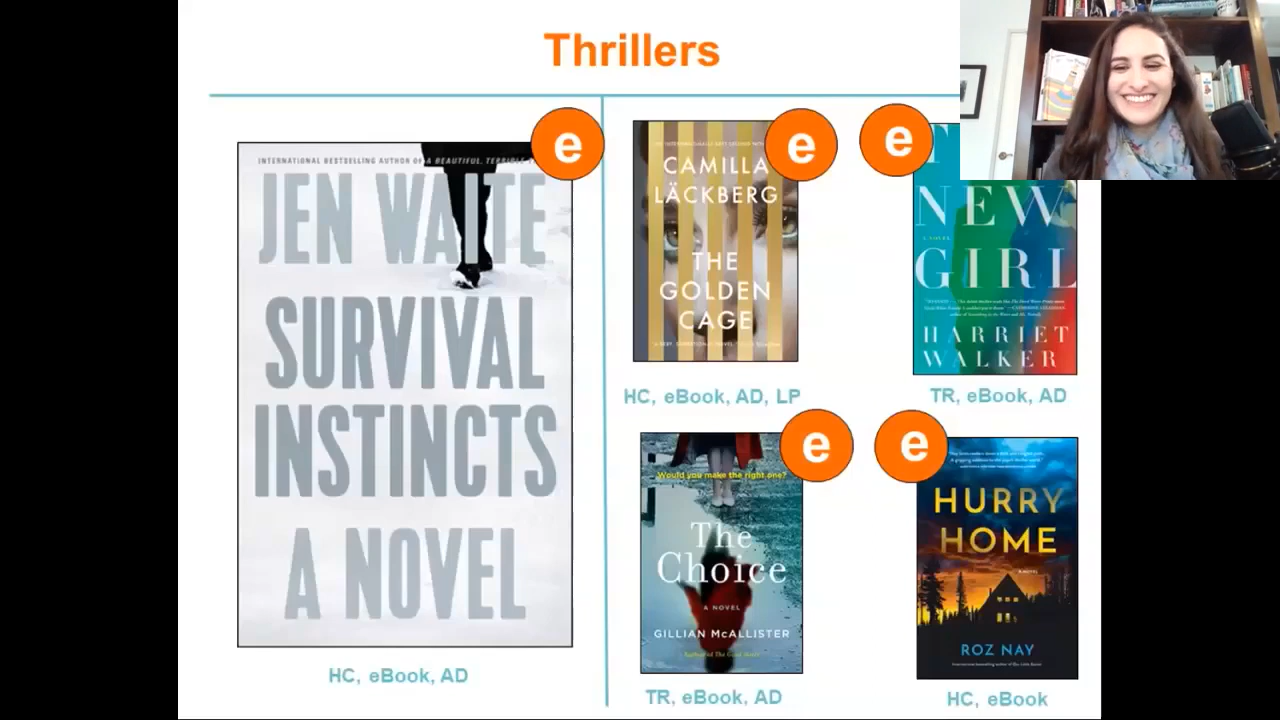 Thrillers
e
INTERNATIONAL BESTSELLING AUTHOR OF A BEAUTIFUL, TERRIBLE
JEN WAITE
SURVIVAL
INSTINCTS
A NOVEL
HC, eBook, AD
e
CAMILLA
LÄCKBERG
THE
GOLDEN
CAGE
HC, eBook, AD, LP
e
NEW
A NOVEL
GIRL
HARRIET
WALKER
TR, eBook, AD
e
Would you make the right one?
The
Choice
A NOVEL
GILLIAN McALLISTER
TR, eBook, AD
e
HURRY
HOME
A NOVEL
ROZ NAY
HC, eBook